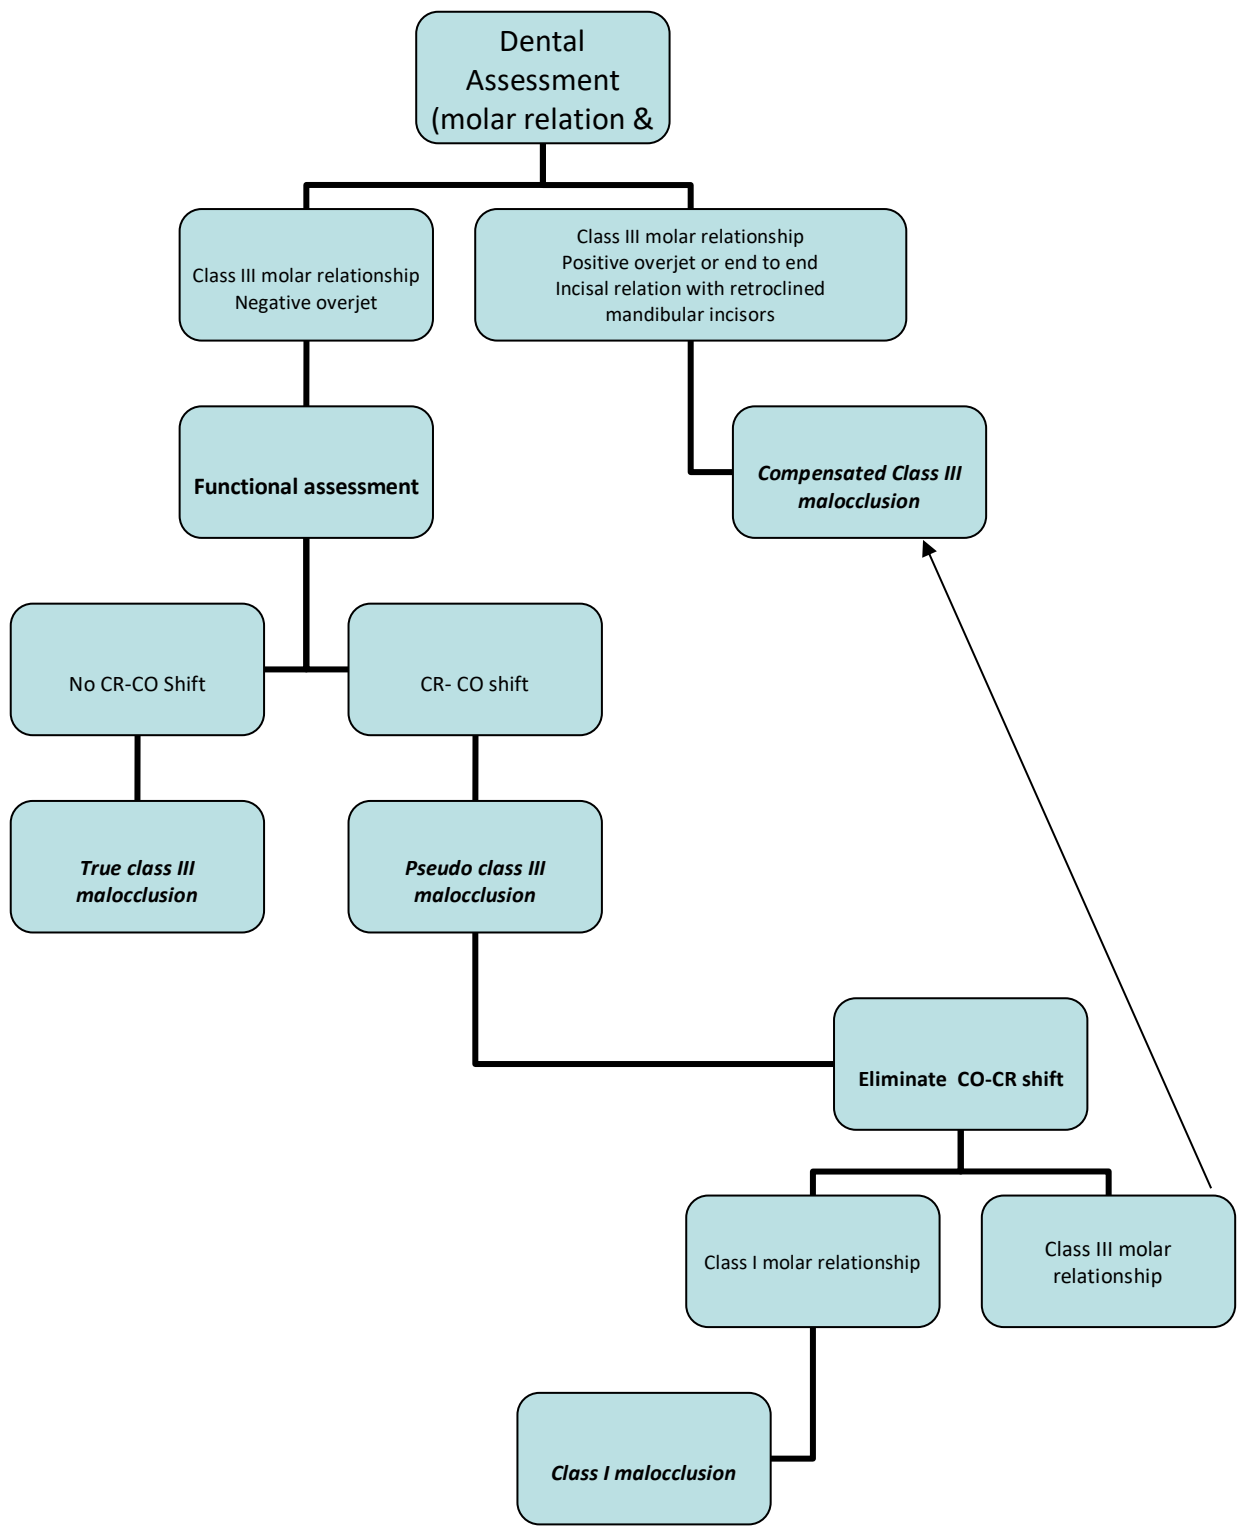 Dental
Assessment
(molar relation &
Class III molar relationship
Negative overjet
Class III molar relationship
Positive overjet or end to end
Incisal relation with retroclined
mandibular incisors
Functional assessment
Compensated Class III
malocclusion
No CR-CO Shift
CR- CO shift
True class III
malocclusion
Pseudo class III
malocclusion
Eliminate  CO-CR shift
Class I molar relationship
Class III molar
relationship
Class I malocclusion